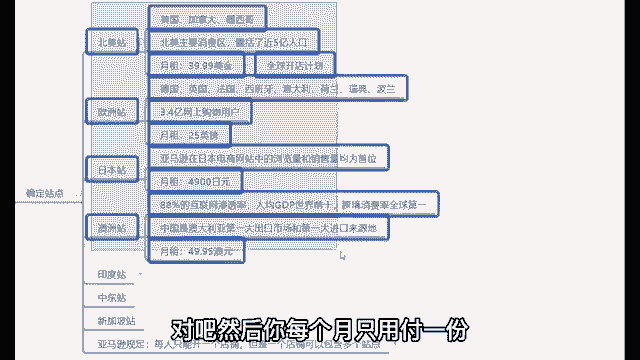 美国、加拿大、墨西哥
北美站
北美主要消费区，覆盖了近5亿人口
月租：39.99美金
全球开店计划
德国、英国、法国、西班牙、意大利、荷兰、瑞典、波兰
欧洲站
3.4亿网上购物用户
月租：25英镑
亚马逊在日本电商网站中的浏览量和销售量均为首位
日本站
月租：4900日元
确定站点
88%的互联网渗透率，人均GDP世界前十，跨境消费率全球第一
澳洲站
中国是澳大利亚第一大出口市场和第一大进口来源地
月租：49.95澳元
印度站
中东站
新加坡站
亚马逊规定：每人只能开一个店铺，但是一个店铺可以包含多个站点
对吧然后你每个月只用付一份